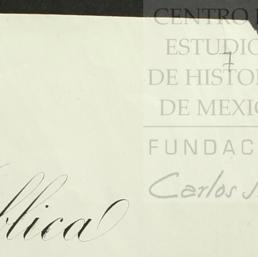 CENTRO
ESTUDIO
DE HISTO
DE MEXIC
7
FUNDAC
Carlos
blica